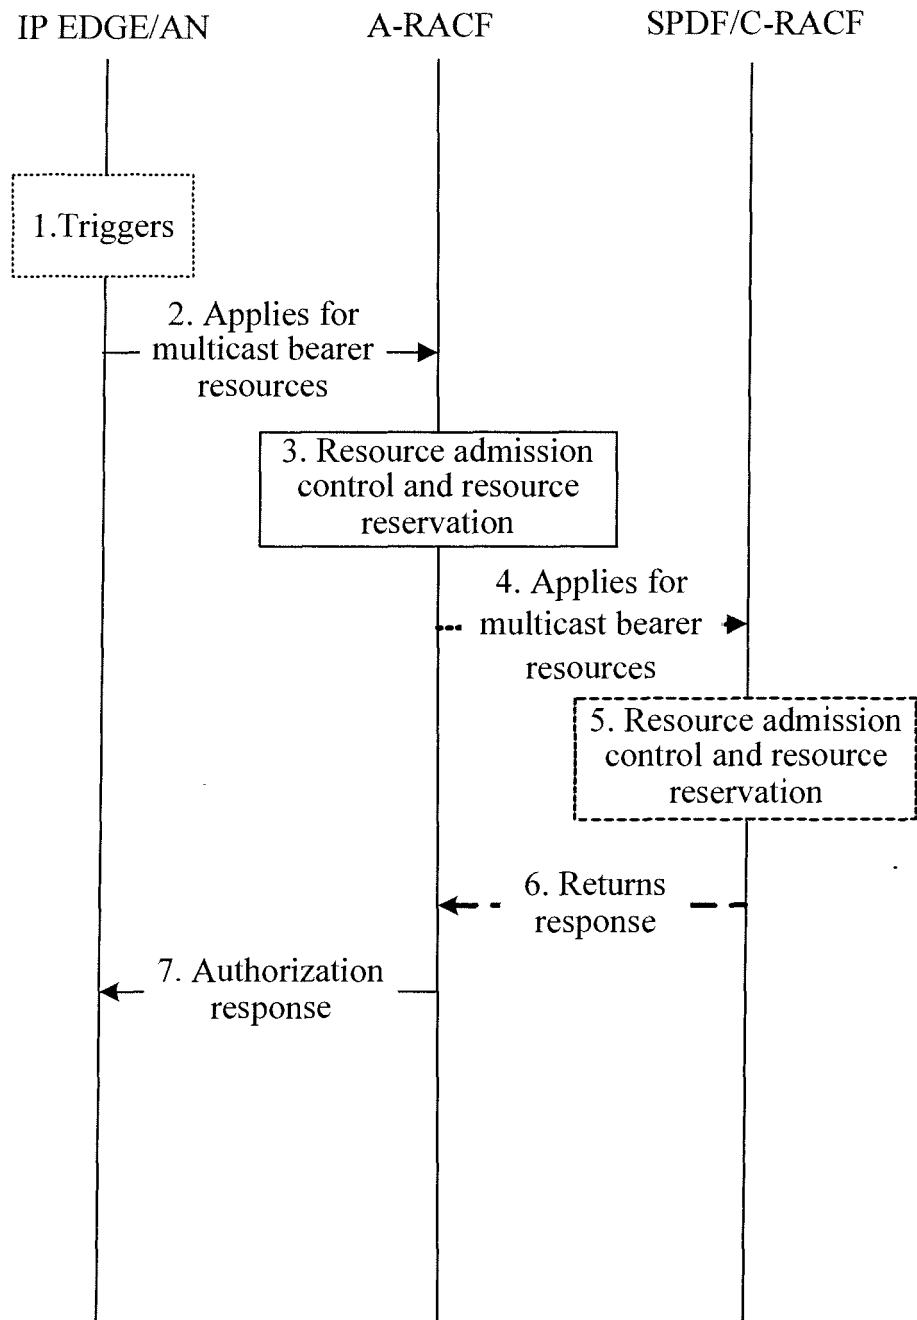 IP EDGE/AN
A-RACF
SPDF/C-RACF
1.Triggers
2. Applies for
multicast bearer
resources
3. Resource admission
control and resource
reservation
4. Applies for
multicast bearer
resources
5. Resource admission
control and resource
reservation
6. Returns
response
7. Authorization
response